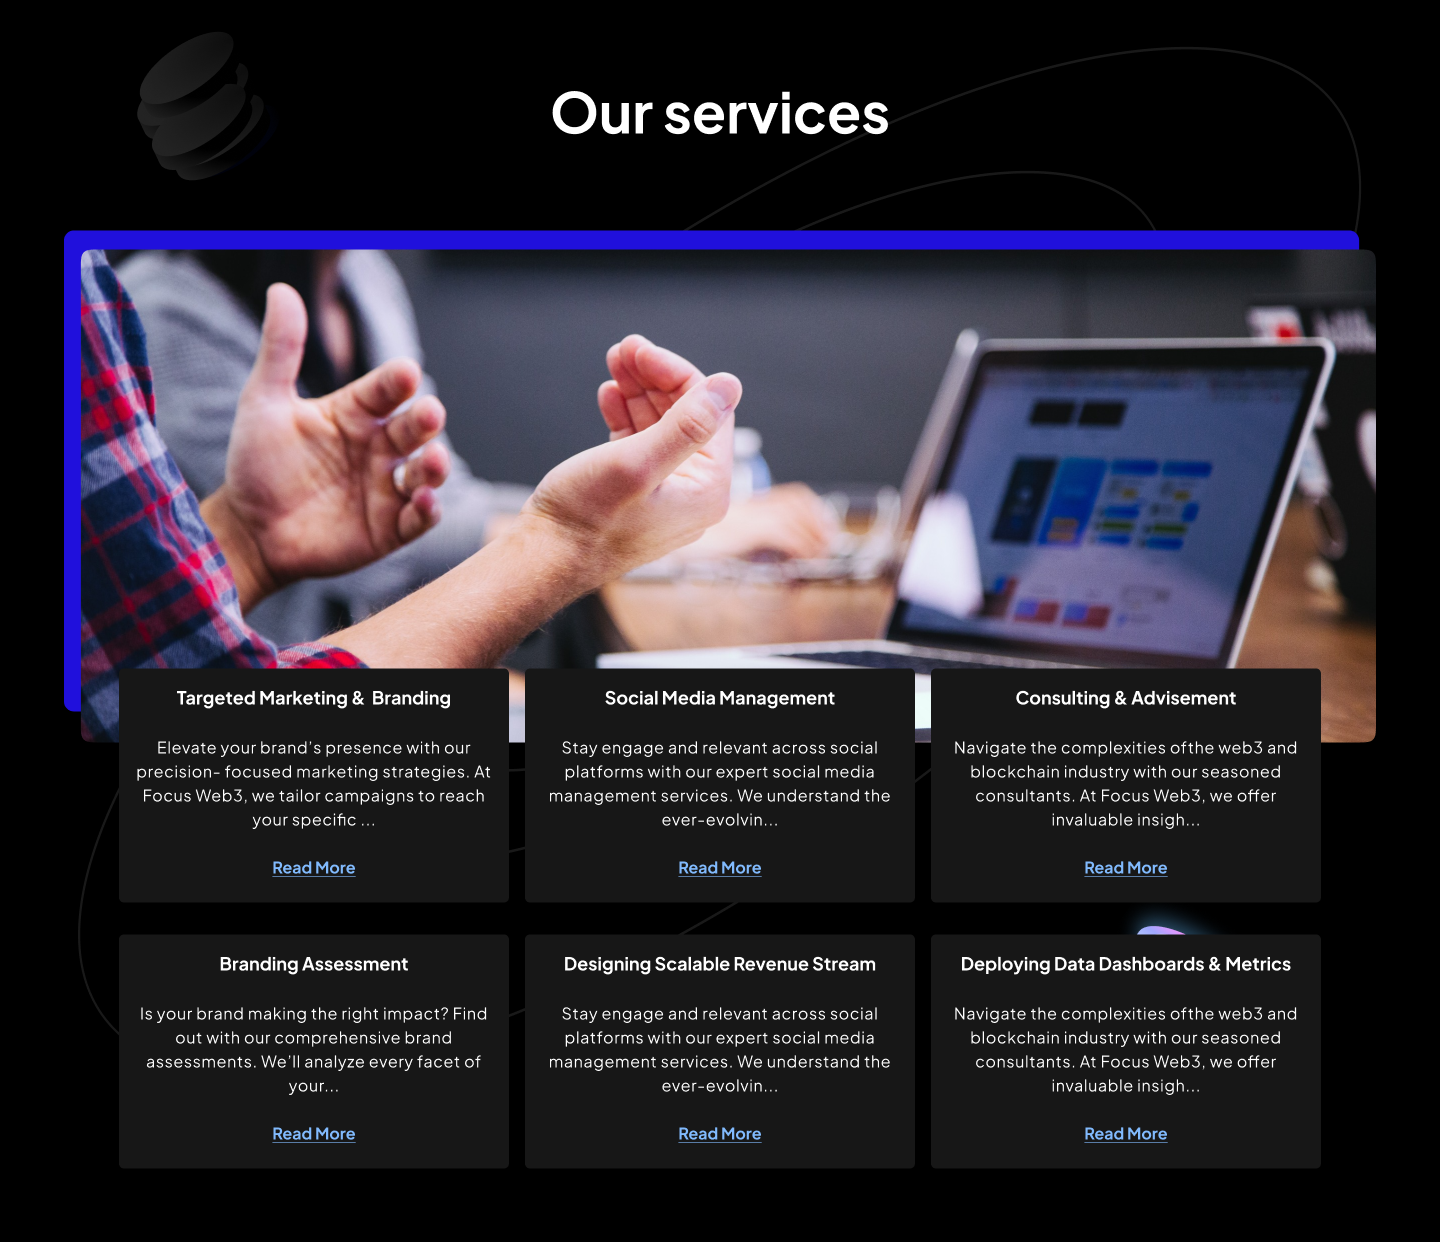 Our services
Targeted Marketing &  Branding
Elevate your brand's presence with our
precision- focused marketing strategies. At
Focus Web3, we tailor campaigns to reach
your specific ...
Read More
Social Media Management
Stay engage and relevant across social
platforms with our expert social media
management services. We understand the
ever-evolvin...
Read More
Consulting & Advisement
Navigate the complexities ofthe web3 and
blockchain industry with our seasoned
consultants. At Focus Web3, we offer
invaluable insigh...
Read More
Branding Assessment
Is your brand making the right impact? Find
out with our comprehensive brand
assessments. We'll analyze every facet of
your...
Read More
Designing Scalable Revenue Stream
Stay engage and relevant across social
platforms with our expert social media
management services. We understand the
ever-evolvin...
Read More
Deploying Data Dashboards & Metrics
Navigate the complexities ofthe web3 and
blockchain industry with our seasoned
consultants. At Focus Web3, we offer
invaluable insigh...
Read More